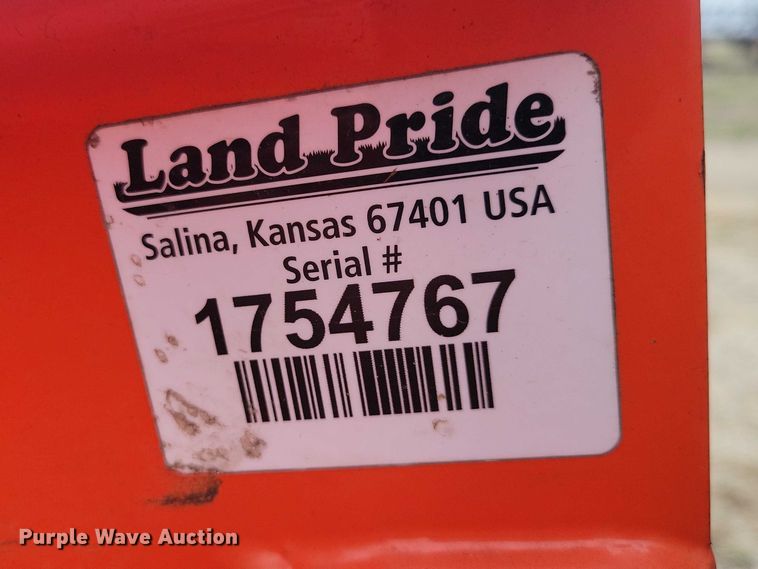 Land Pride
Salina, Kansas 67401 USA
Serial #
1754767
Purple Wave Auction